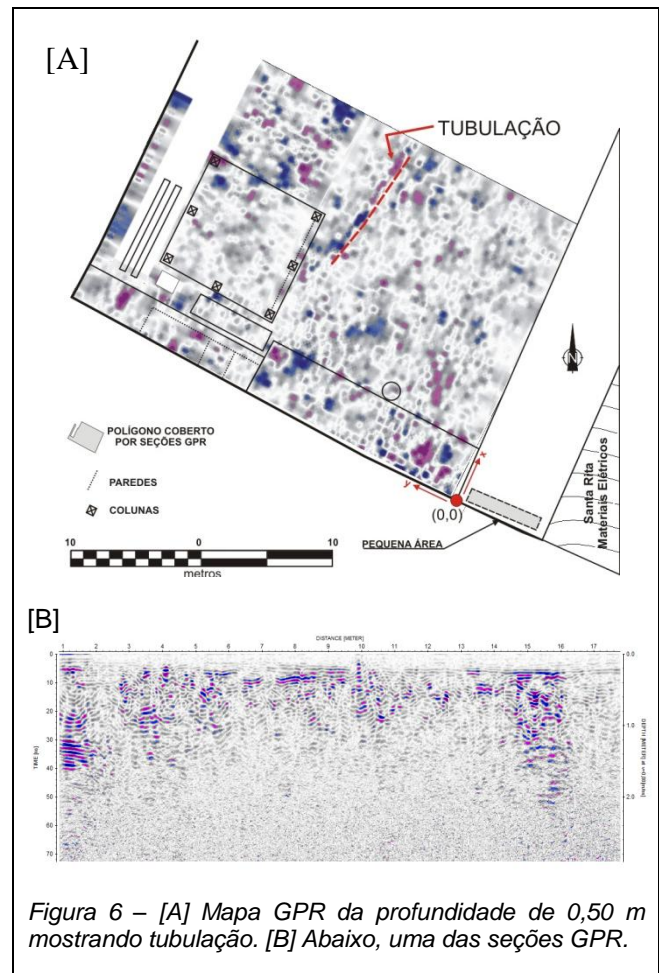 [A]
TUBULAÇÃO
N
POLÍGONO COBERTO
POR SEÇÕES GPR
PAREDES
COLUNAS
x
y
(0,0)
PEQUENA ÁREA
Santa Rita
Materiais Elétricos
10 0 10
metros
[B]
DISTANCE [METER]
1 2 3 4 5 6 7 8 9 10 11 12 13 14 15 16 17
TIME [ns]
0
10
20
30
40
50
60
70
0.0
1.0
2.0
DEPTH [METER]
Figura 6 – [A] Mapa GPR da profundidade de 0,50 m
mostrando tubulação. [B] Abaixo, uma das seções GPR.